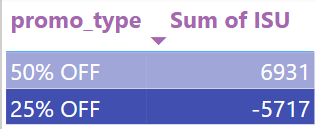 promo_type Sum of ISU
50% OFF 6931
25% OFF -5717